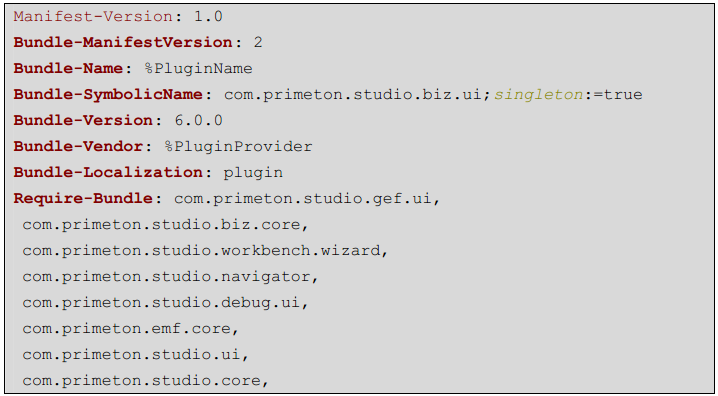 Manifest-Version: 1.0
Bundle-ManifestVersion: 2
Bundle-Name: %PluginName
Bundle-SymbolicName: com.primeton.studio.biz.ui;singleton:=true
Bundle-Version: 6.0.0
Bundle-Vendor: %PluginProvider
Bundle-Localization: plugin
Require-Bundle: com.primeton.studio.gef.ui,
 com.primeton.studio.biz.core,
 com.primeton.studio.workbench.wizard,
 com.primeton.studio.navigator,
 com.primeton.studio.debug.ui,
 com.primeton.emf.core,
 com.primeton.studio.ui,
 com.primeton.studio.core,